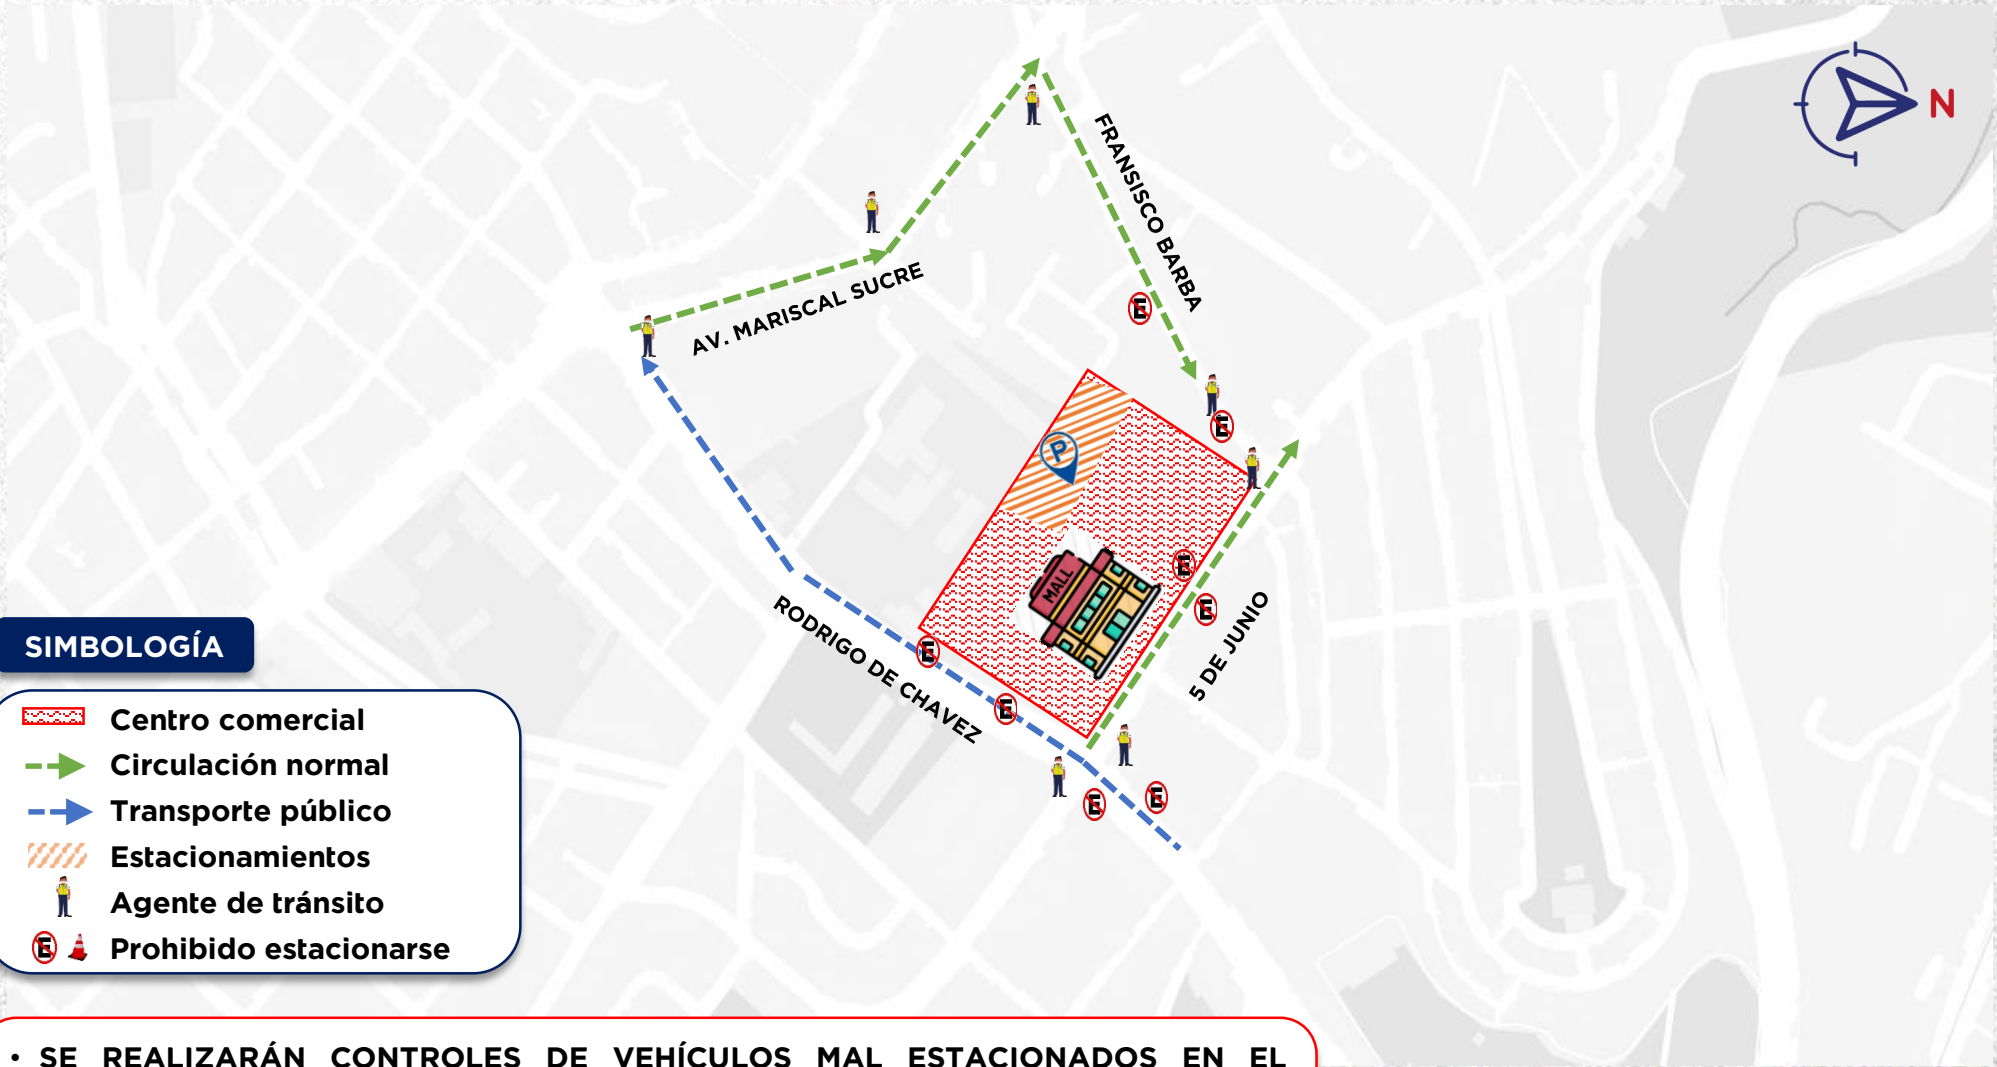 N
FRANSISCO BARBA
AV. MARISCAL SUCRE
P
MALL
E
E
E
E
E
E
E
E
RODRIGO DE CHAVEZ
5 DE JUNIO
SIMBOLOGÍA
Centro comercial
Circulación normal
Transporte público
Estacionamientos
Agente de tránsito
E Prohibido estacionarse
• SE REALIZARÁN CONTROLES DE VEHÍCULOS MAL ESTACIONADOS EN EL